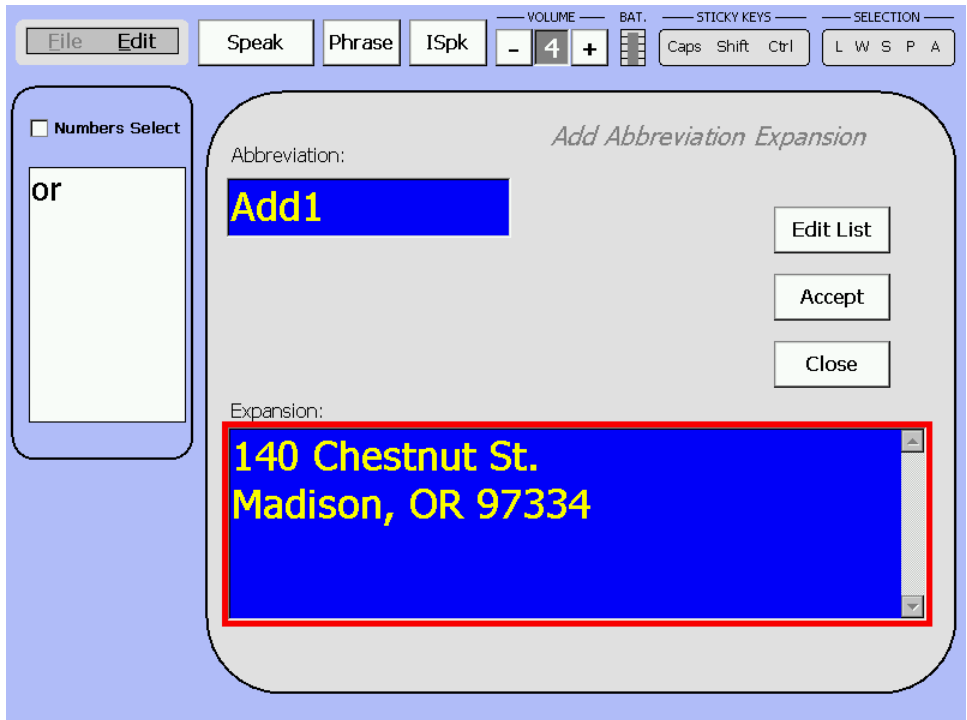 File Edit Speak Phrase ISpk VOLUME - 4 + BAT. STICKY KEYS Caps Shift Ctrl SELECTION L W S P A
Numbers Select
or
Add Abbreviation Expansion
Abbreviation:
Add1
Edit List
Accept
Close
Expansion:
140 Chestnut St.
Madison, OR 97334